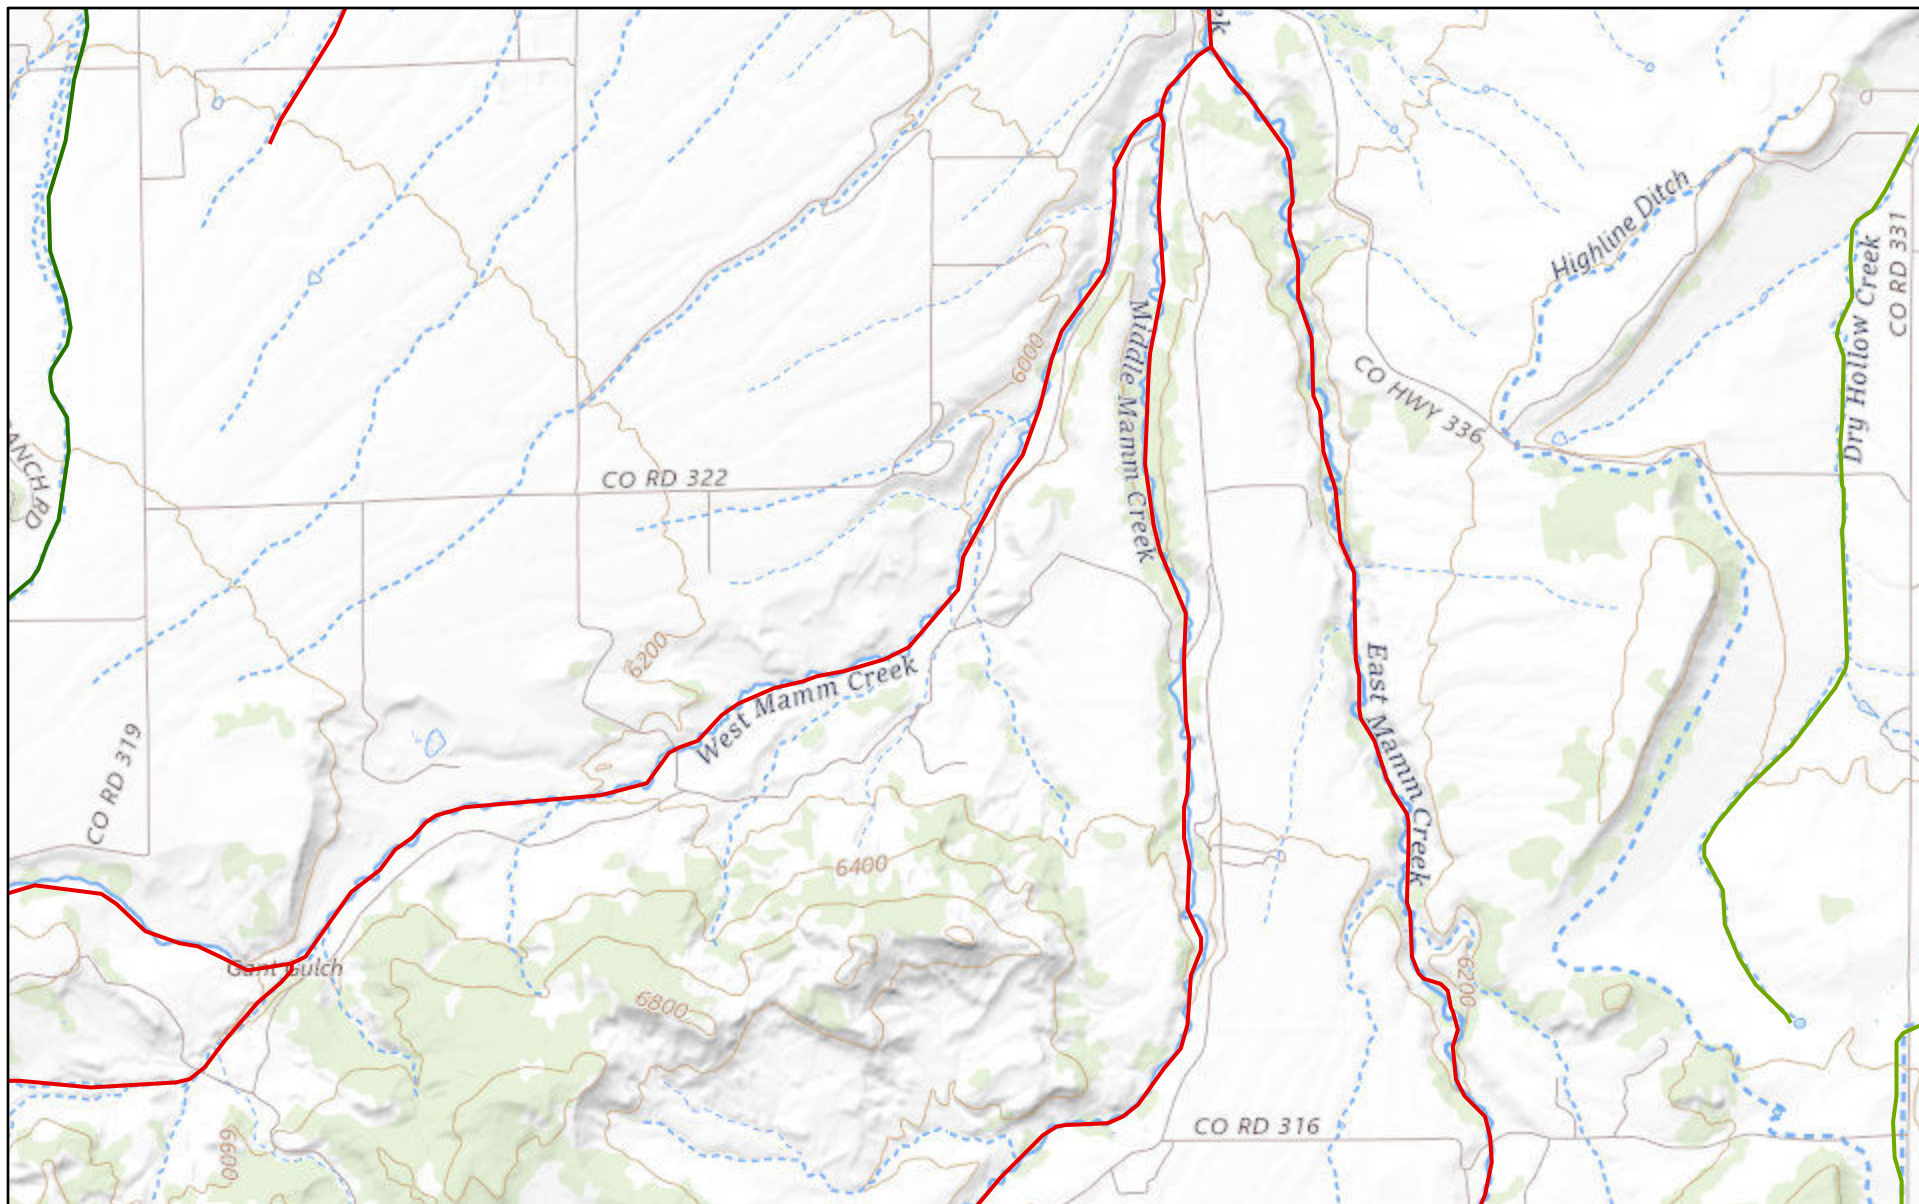 ek
Highline Ditch
CO RD 331
Dry Hollow Creek
6000
Middle Mamm Creek
CO HWY 336
ANCH RD
CO RD 322
6200
West Mamm Creek
East Mamm Creek
CO RD 319
6400
Gant Gulch
6800
6200
CO RD 316
6600